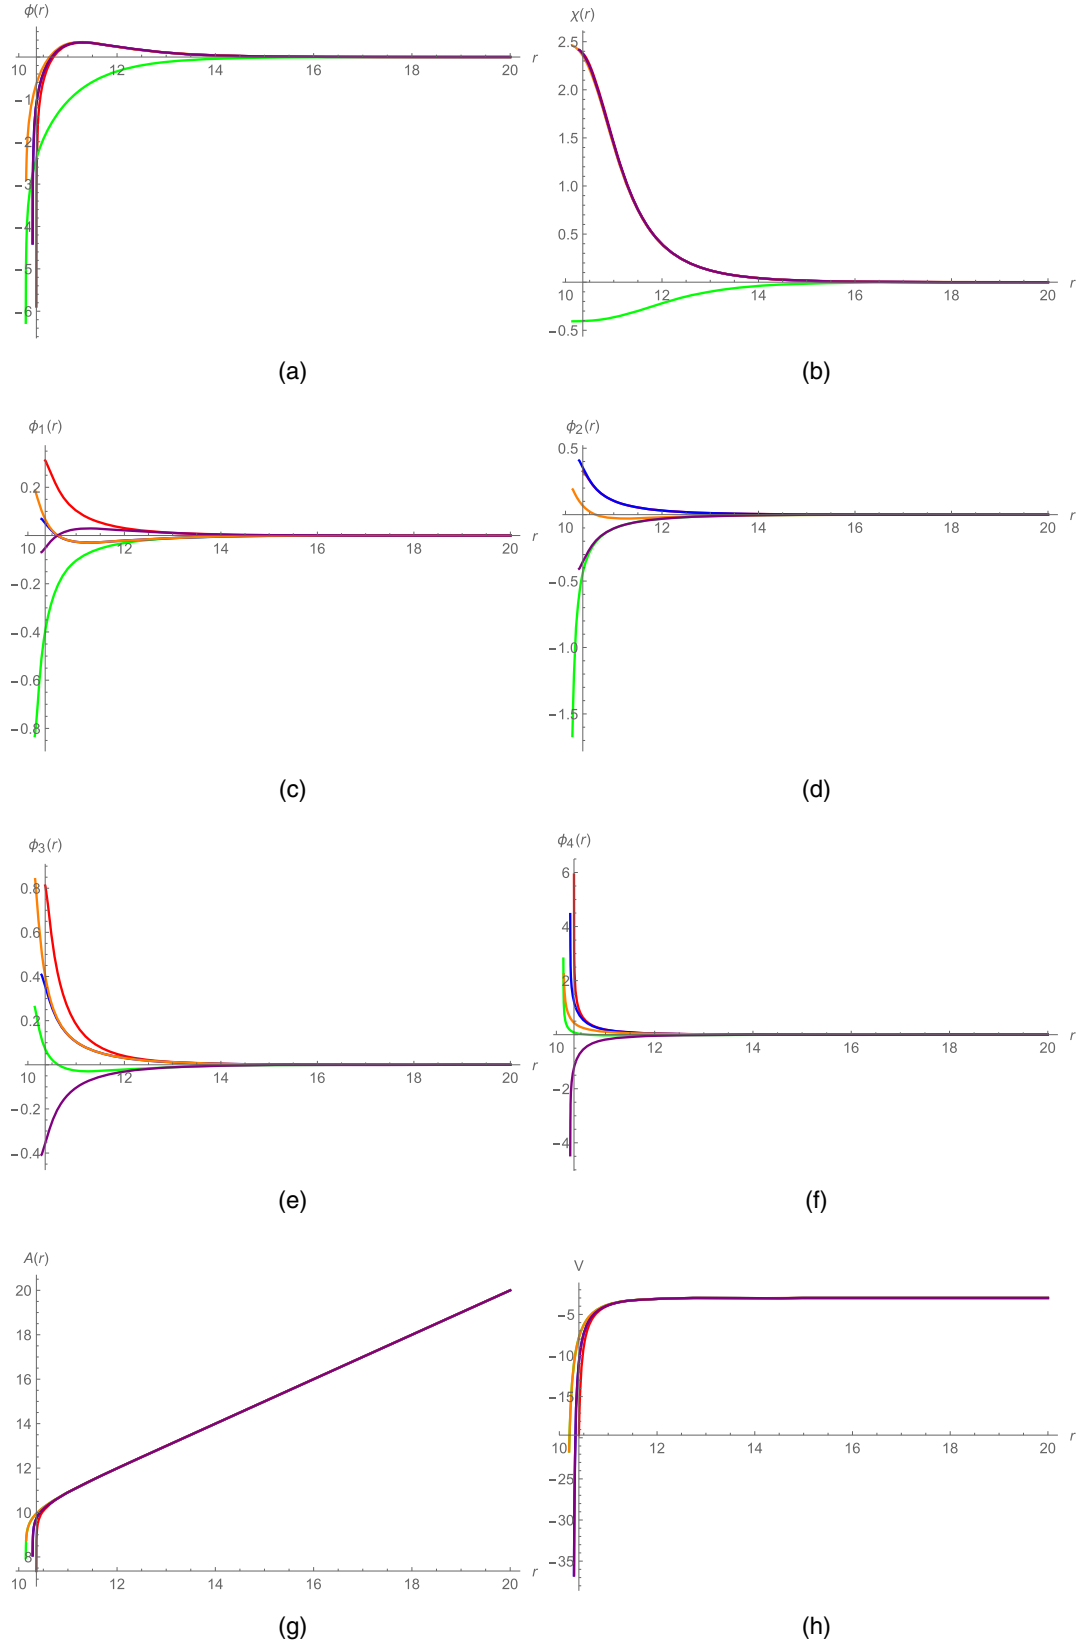 ϕ(r)
10 12 14 16 18 20 r
-1
-2
-3
-4
-5
-6
(a)
χ(r)
2.5
2.0
1.5
1.0
0.5
10 12 14 16 18 20 r
-0.5
(b)
ϕ1(r)
0.2
10 12 14 16 18 20 r
-0.2
-0.4
-0.6
-0.8
(c)
ϕ2(r)
0.5
10 12 14 16 18 20 r
-0.5
-1.0
-1.5
(d)
ϕ3(r)
0.8
0.6
0.4
0.2
10 12 14 16 18 20 r
-0.2
-0.4
(e)
ϕ4(r)
6
4
2
10 12 14 16 18 20 r
-2
-4
(f)
A(r)
20
18
16
14
12
10
8
10 12 14 16 18 20 r
(g)
V
-5
-10
-15
10 12 14 16 18 20 r
-25
-30
-35
(h)